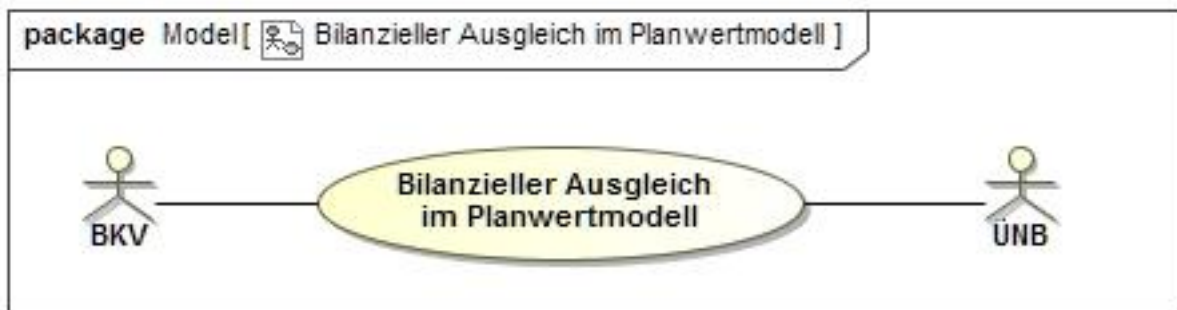 package Model[ Bilanzieller Ausgleich im Planwertmodell ]
Bilanzieller Ausgleich
im Planwertmodell
BKV
ÜNB